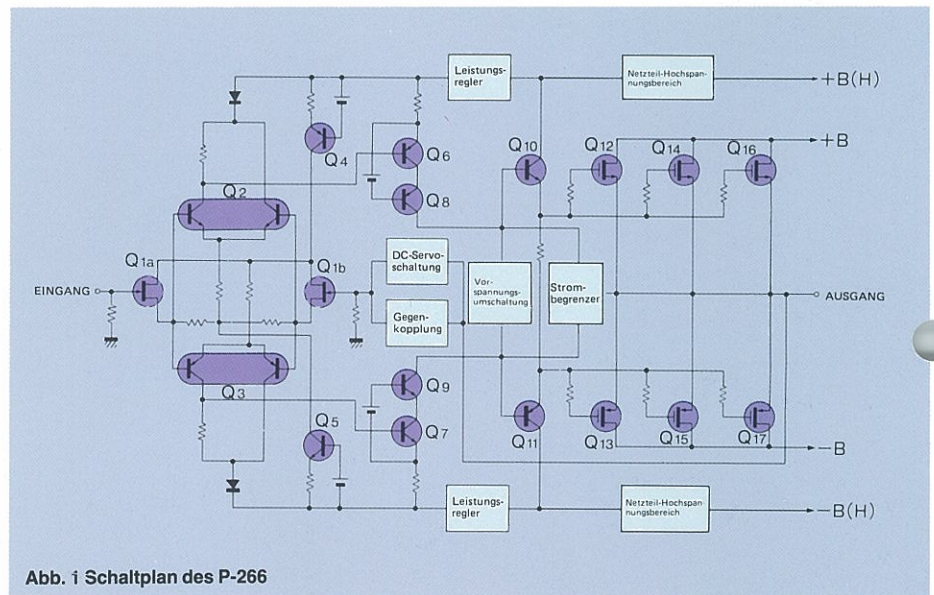 Leistungs-
regler
Netzteil-Hochspan-
nungsbereich
+B(H)
+B
Q4
Q6
Q8
Q10
Q12
Q14
Q16
Q2
Q1a
Q1b
DC-Servo-
schaltung
Vor-
spannungs-
umschaltung
Strom-
begrenzer
EINGANG
AUSGANG
Gegen-
kopplung
Q3
Q5
Q9
Q7
Q11
Q13
Q15
Q17
−B
Leistungs-
regler
Netzteil-Hochspan-
nungsbereich
−B(H)
Abb. 1 Schaltplan des P-266